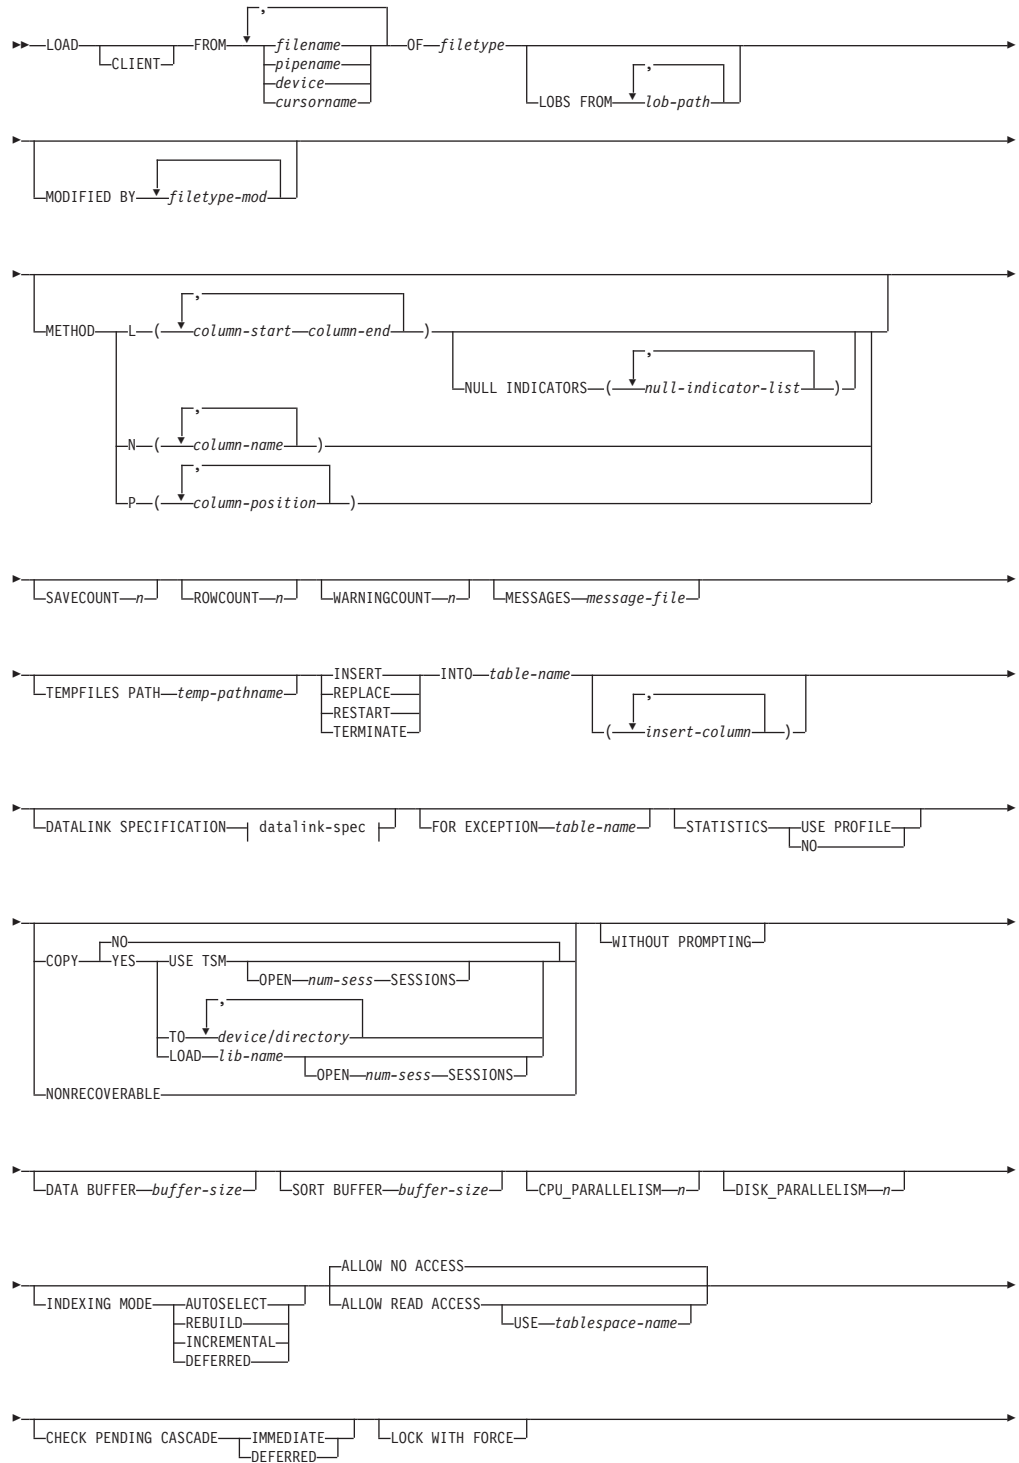 ,
LOAD CLIENT FROM filename OF filetype
pipename
device
cursorname
,
LOBS FROM lob-path
MODIFIED BY filetype-mod
,
METHOD L ( column-start column-end )
,
NULL INDICATORS ( null-indicator-list )
,
N ( column-name )
,
P ( column-position )
SAVECOUNT n ROWCOUNT n WARNINGCOUNT n MESSAGES message-file
TEMPFILES PATH temp-pathname INSERT INTO table-name
REPLACE
RESTART
TERMINATE
,
( insert-column )
DATALINK SPECIFICATION datalink-spec FOR EXCEPTION table-name STATISTICS USE PROFILE
NO
NO
COPY YES USE TSM WITHOUT PROMPTING
OPEN num-sess SESSIONS
,
TO device/directory
LOAD lib-name
OPEN num-sess SESSIONS
NONRECOVERABLE
DATA BUFFER buffer-size SORT BUFFER buffer-size CPU_PARALLELISM n DISK_PARALLELISM n
ALLOW NO ACCESS
INDEXING MODE AUTOSELECT ALLOW READ ACCESS
REBUILD USE tablespace-name
INCREMENTAL
DEFERRED
CHECK PENDING CASCADE IMMEDIATE LOCK WITH FORCE
DEFERRED